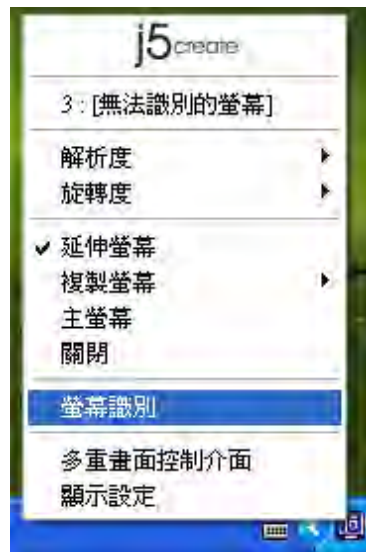 j5create
3 : [無法識別的螢幕]
解析度
旋轉度
延伸螢幕
複製螢幕
主螢幕
關閉
螢幕識別
多重畫面控制介面
顯示設定